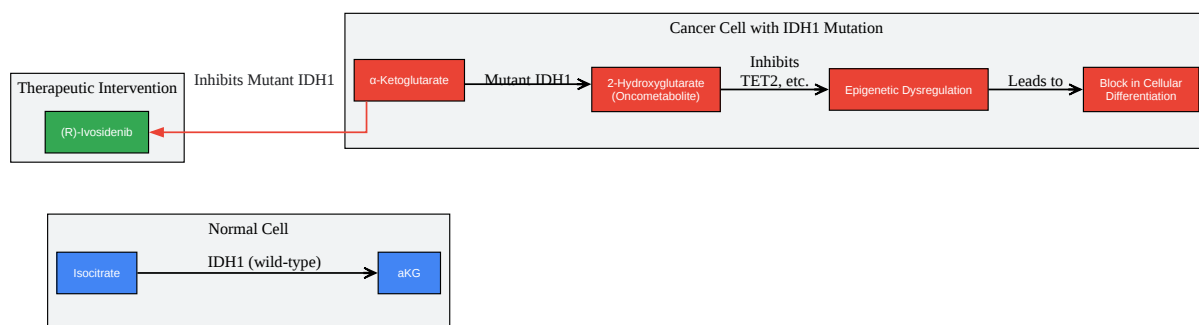 Cancer Cell with IDH1 Mutation
Therapeutic Intervention
Inhibits Mutant IDH1
α-Ketoglutarate
Mutant IDH1
2-Hydroxyglutarate
(Oncometabolite)
Inhibits
TET2, etc.
Epigenetic Dysregulation
Leads to
Block in Cellular
Differentiation
(R)-Ivosidenib
Normal Cell
Isocitrate
IDH1 (wild-type)
aKG